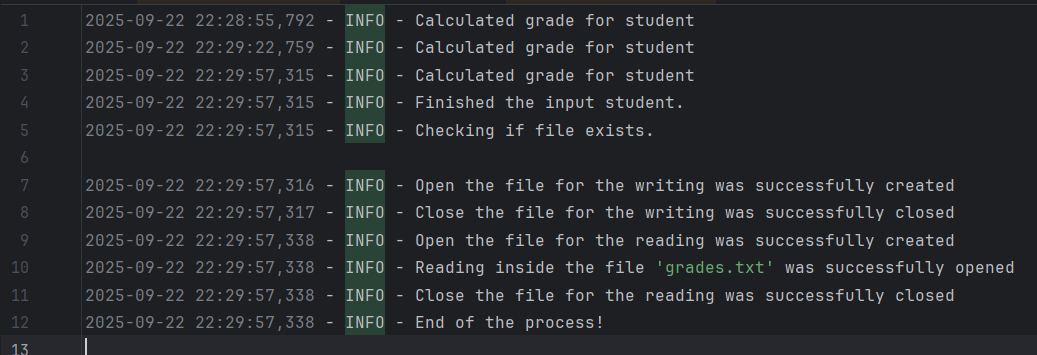 1 2025-09-22 22:28:55,792 - INFO - Calculated grade for student
2 2025-09-22 22:29:22,759 - INFO - Calculated grade for student
3 2025-09-22 22:29:57,315 - INFO - Calculated grade for student
4 2025-09-22 22:29:57,315 - INFO - Finished the input student.
5 2025-09-22 22:29:57,315 - INFO - Checking if file exists.
6
7 2025-09-22 22:29:57,316 - INFO - Open the file for the writing was successfully created
8 2025-09-22 22:29:57,317 - INFO - Close the file for the writing was successfully closed
9 2025-09-22 22:29:57,338 - INFO - Open the file for the reading was successfully created
10 2025-09-22 22:29:57,338 - INFO - Reading inside the file 'grades.txt' was successfully opened
11 2025-09-22 22:29:57,338 - INFO - Close the file for the reading was successfully closed
12 2025-09-22 22:29:57,338 - INFO - End of the process!
13